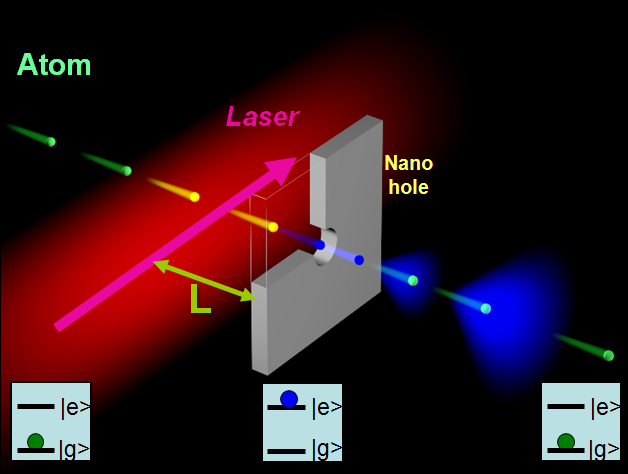 Atom
Laser
Nano
hole
L
|e>
|g>
|e>
|g>
|e>
|g>